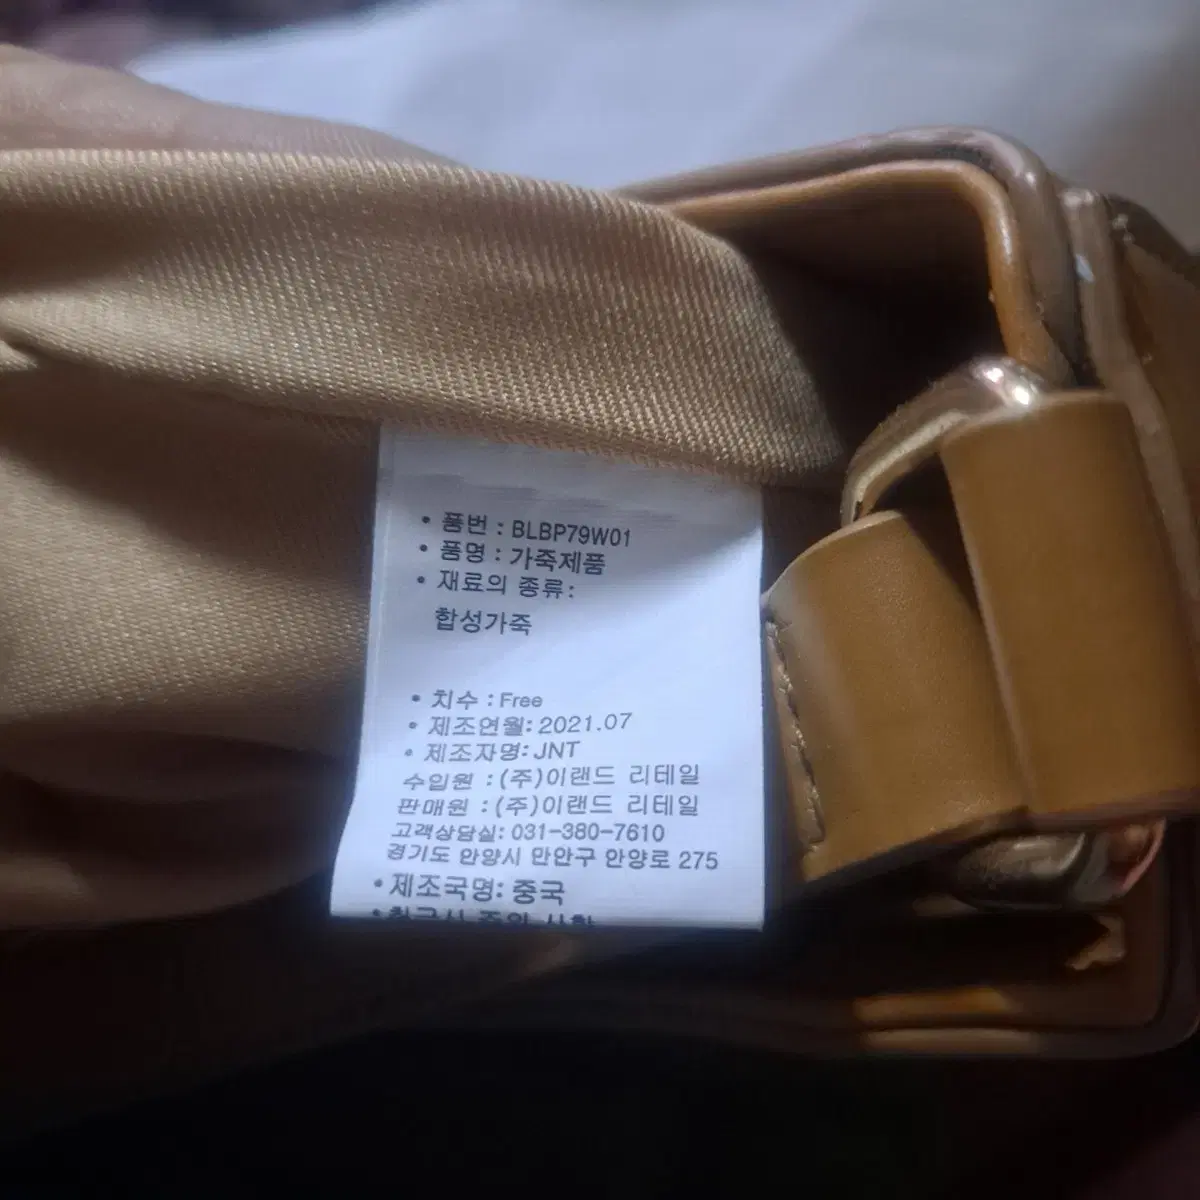 • 품번 : BLBP79W01
• 품명 : 가죽제품
• 재료의 종류:
합성가죽
• 치수 : Free
• 제조연월: 2021.07
• 제조자명: JNT
수입원 : (주)이랜드 리테일
판매원 : (주)이랜드 리테일
고객상담실: 031-380-7610
경기도 안양시 만안구 안양로 275
• 제조국명: 중국